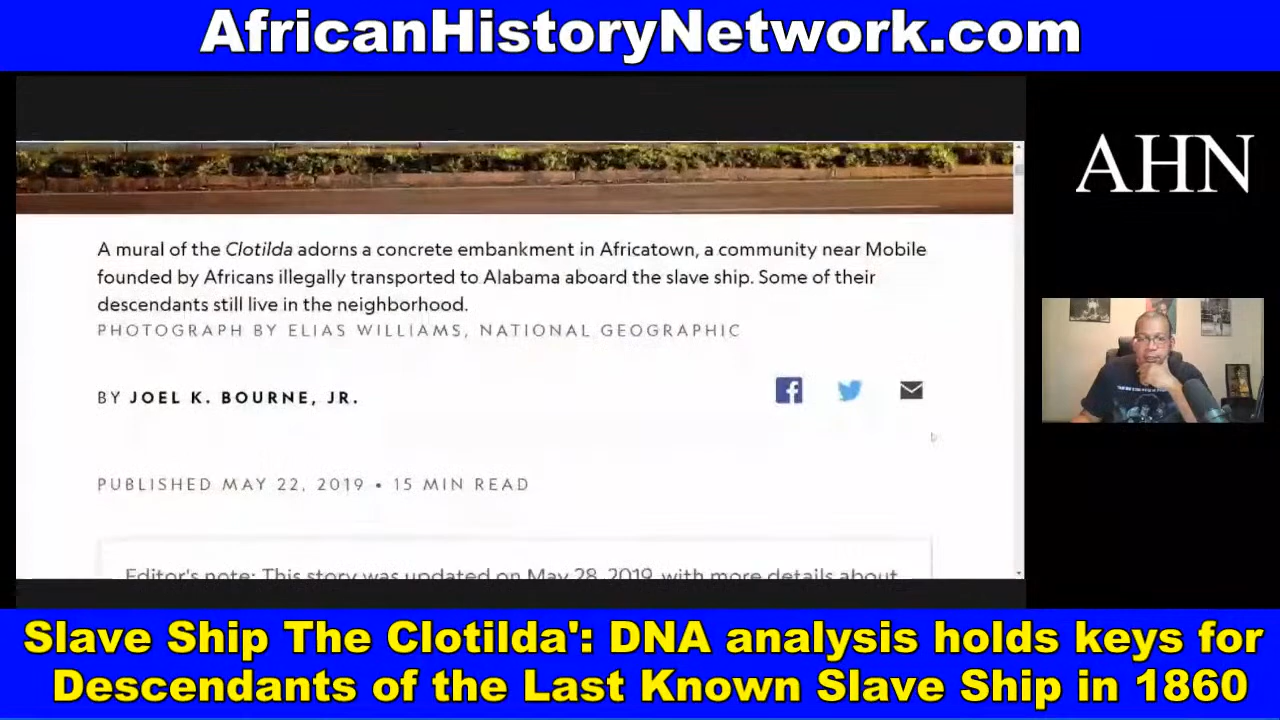 AfricanHistoryNetwork.com
AHN
A mural of the Clotilda adorns a concrete embankment in Africatown, a community near Mobile
founded by Africans illegally transported to Alabama aboard the slave ship. Some of their
descendants still live in the neighborhood.
PHOTOGRAPH BY ELIAS WILLIAMS, NATIONAL GEOGRAPHIC
BY JOEL K. BOURNE, JR.
PUBLISHED MAY 22, 2019 • 15 MIN READ
Editor's note: This story was updated on May 28, 2019, with more details about
Slave Ship The Clotilda': DNA analysis holds keys for
Descendants of the Last Known Slave Ship in 1860